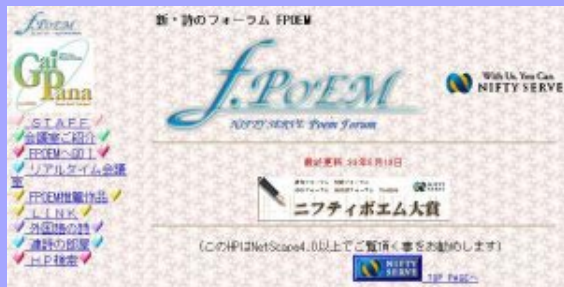 f.POEM
Gai
Pana
STAFF
会議室ご紹介
FPOEMへGO!
リアルタイム会議
室
FPOEM推薦作品
LINK
外国語の詩
連詩の部屋
HP検索
新・詩のフォーラム FPOEM
f.POEM
NIFTY SERVE Poem Forum
With Us, You Can
NIFTY SERVE
最終更新
ニフティポエム大賞
(このHPはNetScape4.0以上でご覧頂く事をお勧めします)
NIFTY
SERVE
TOP PAGEへ